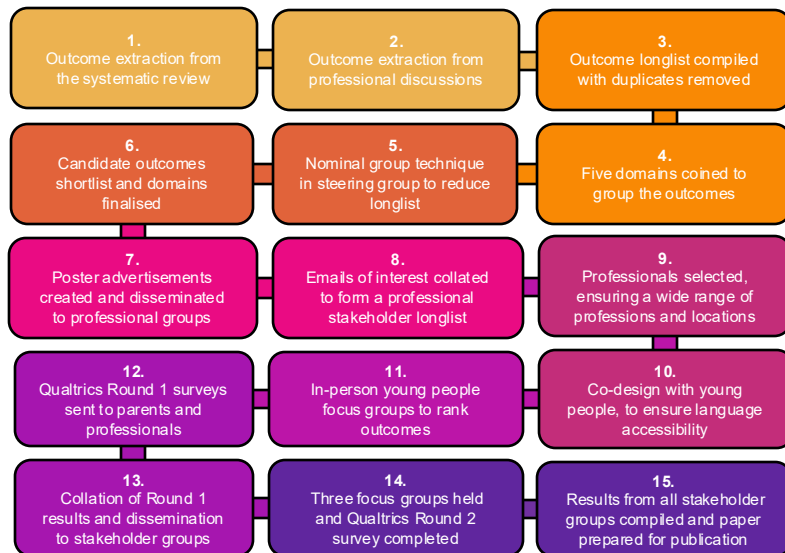 1.
Outcome extraction from
the systematic review
2.
Outcome extraction from
professional discussions
3.
Outcome longlist compiled
with duplicates removed
4.
Five domains coined to
group the outcomes
5.
Nominal group technique
in steering group to reduce
longlist
6.
Candidate outcomes
shortlist and domains
finalised
7.
Poster advertisements
created and disseminated
to professional groups
8.
Emails of interest collated
to form a professional
stakeholder longlist
9.
Professionals selected,
ensuring a wide range of
professions and locations
10.
Co-design with young
people, to ensure language
accessibility
11.
In-person young people
focus groups to rank
outcomes
12.
Qualtrics Round 1 surveys
sent to parents and
professionals
13.
Collation of Round 1
results and dissemination
to stakeholder groups
14.
Three focus groups held
and Qualtrics Round 2
survey completed
15.
Results from all stakeholder
groups compiled and paper
prepared for publication